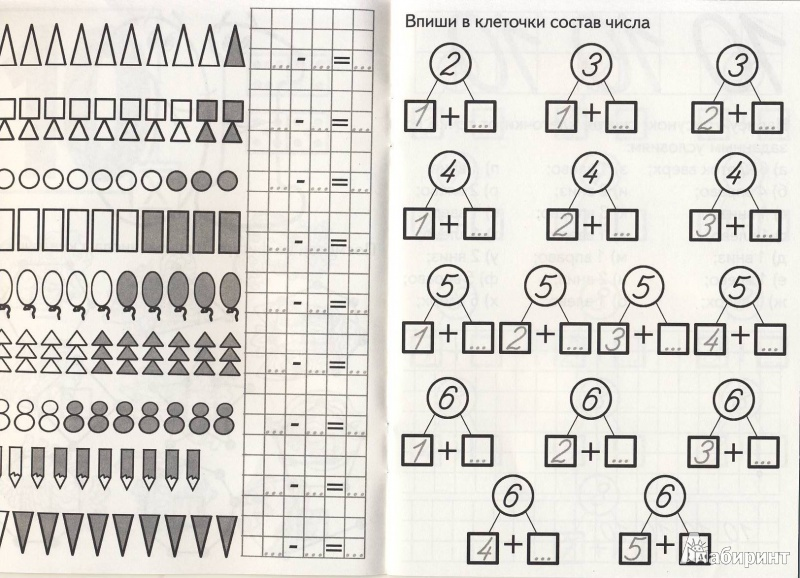 ... - ... = ...
... - ... = ...
... - ... = ...
... - ... = ...
... - ... = ...
... - ... = ...
... - ... = ...
... - ... = ...
... - ... = ...
Впиши в клеточки состав числа
2 3 3
1 + ... 1 + ... 2 + ...
4 4 4
1 + ... 2 + ... 3 + ...
5 5 5 5
1 + ... 2 + ... 3 + ... 4 + ...
6 6 6
1 + ... 2 + ... 3 + ...
6 6
4 + ... 5 + ...
Лабиринт